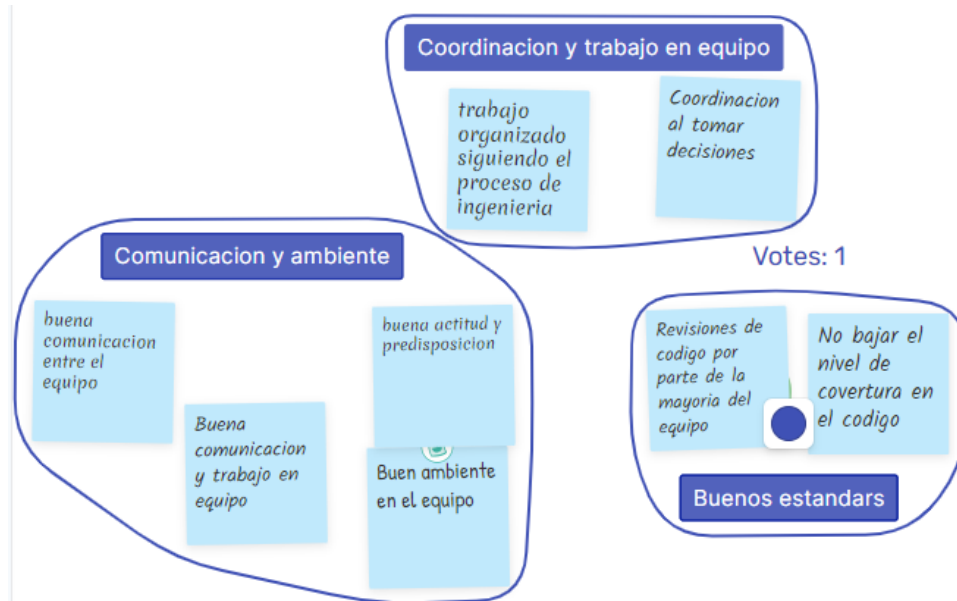 Coordinacion y trabajo en equipo
trabajo
organizado
siguiendo el
proceso de
ingenieria
Coordinacion
al tomar
decisiones
Comunicacion y ambiente
buena
comunicacion
entre el
equipo
Buena
comunicacion
y trabajo en
equipo
buena actitud y
predisposicion
Buen ambiente
en el equipo
Votes: 1
Revisiones de
codigo por
parte de la
mayoria del
equipo
No bajar el
nivel de
covertura en
el codigo
Buenos estandars